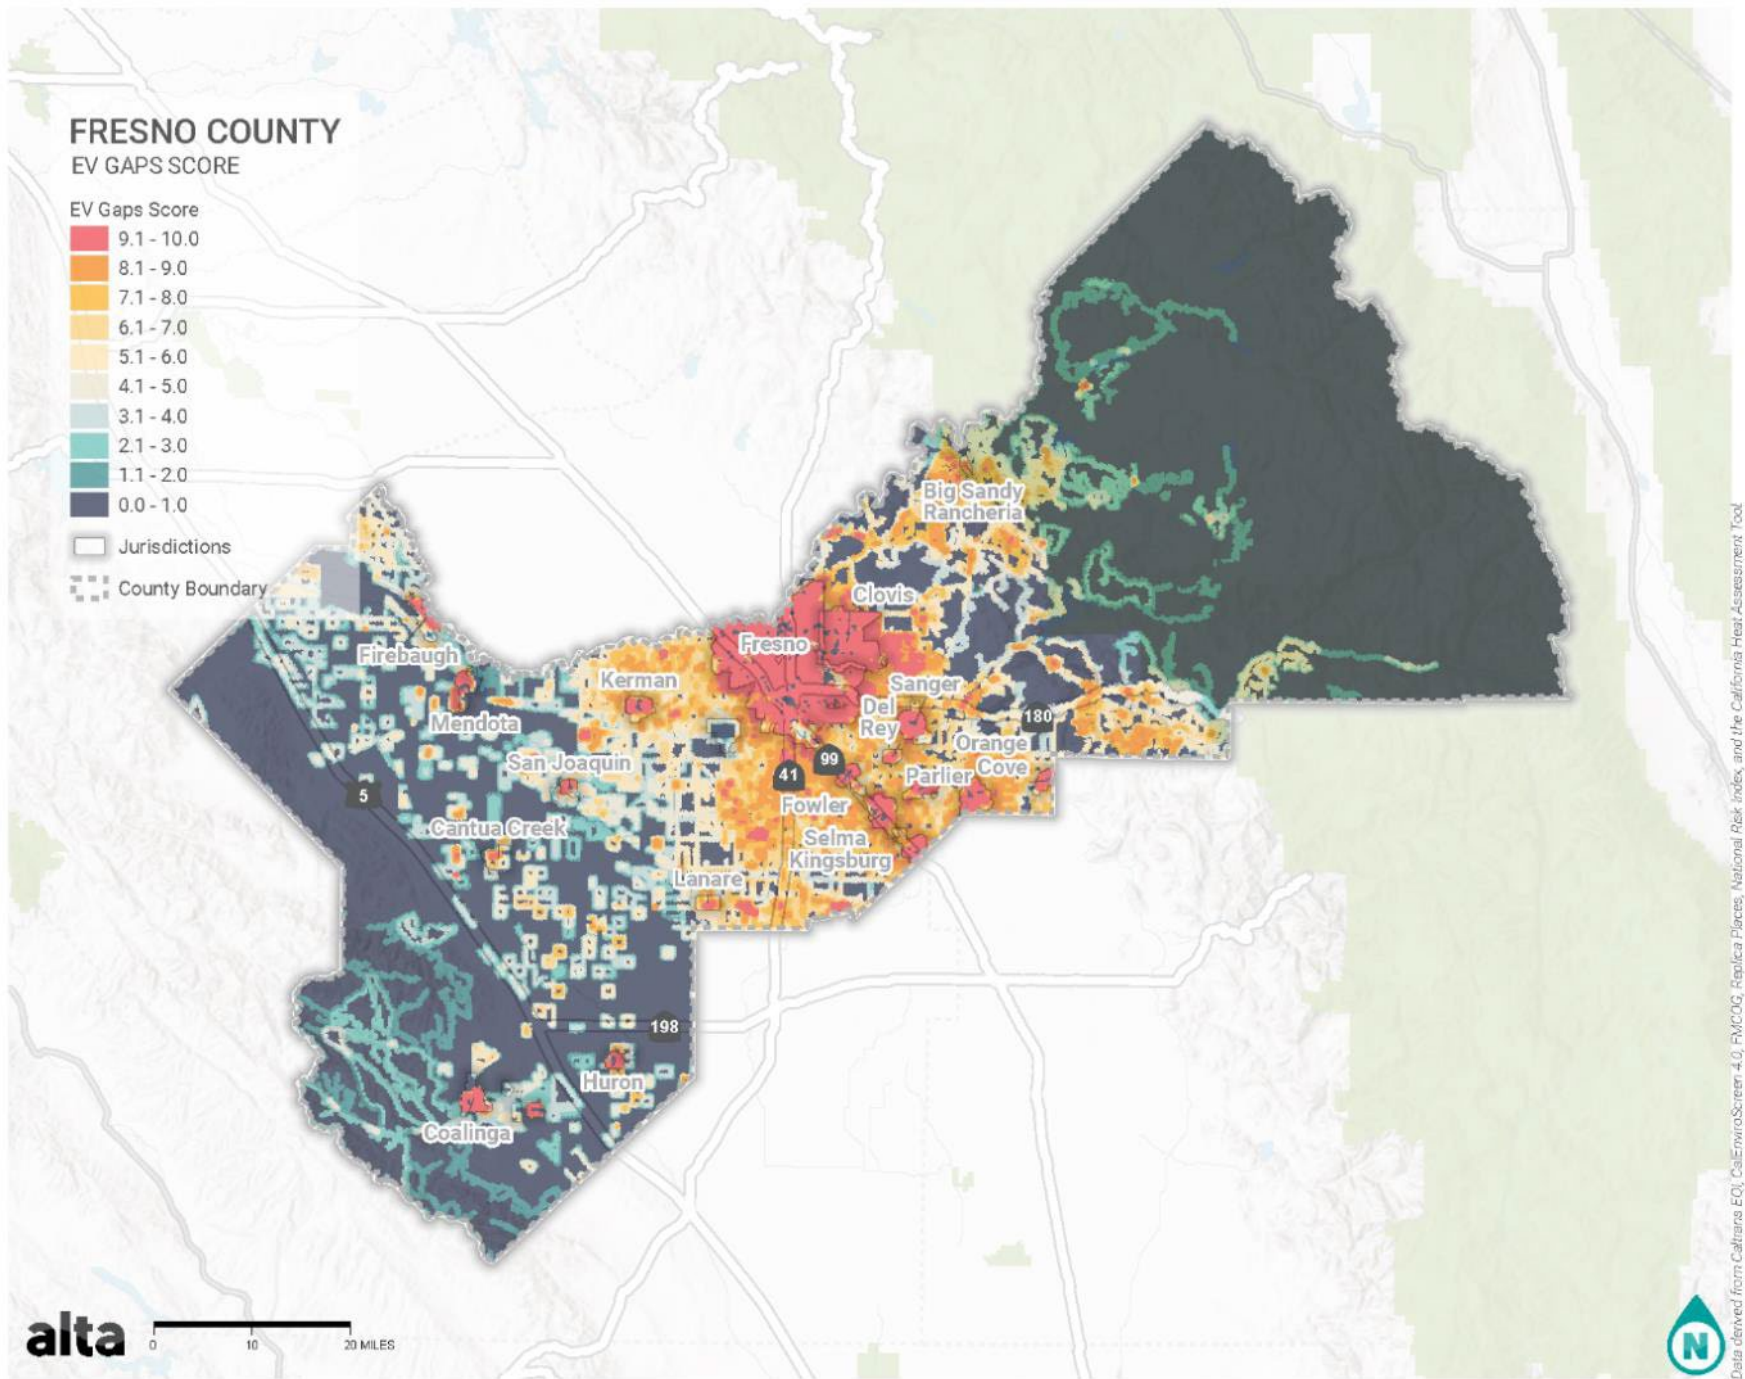 FRESNO COUNTY
EV GAPS SCORE
EV Gaps Score
9.1 - 10.0
8.1 - 9.0
7.1 - 8.0
6.1 - 7.0
5.1 - 6.0
4.1 - 5.0
3.1 - 4.0
2.1 - 3.0
1.1 - 2.0
0.0 - 1.0
Jurisdictions
County Boundary
Big Sandy
Rancheria
Clovis
Fresno
Firebaugh
Kerman
Sanger
Mendota
Del
Rey
180
Orange
Cove
San Joaquin
41
99
Parlier
5
Fowler
Cantua Creek
Selma
Kingsburg
Lanare
198
Huron
Coalinga
alta
0
10
20 MILES
N
Data derived from Caltrans EQI, CalEnviroScreen 4.0, FMCOG, Replica Places, National Risk Index, and the California Heat Assessment Tool.